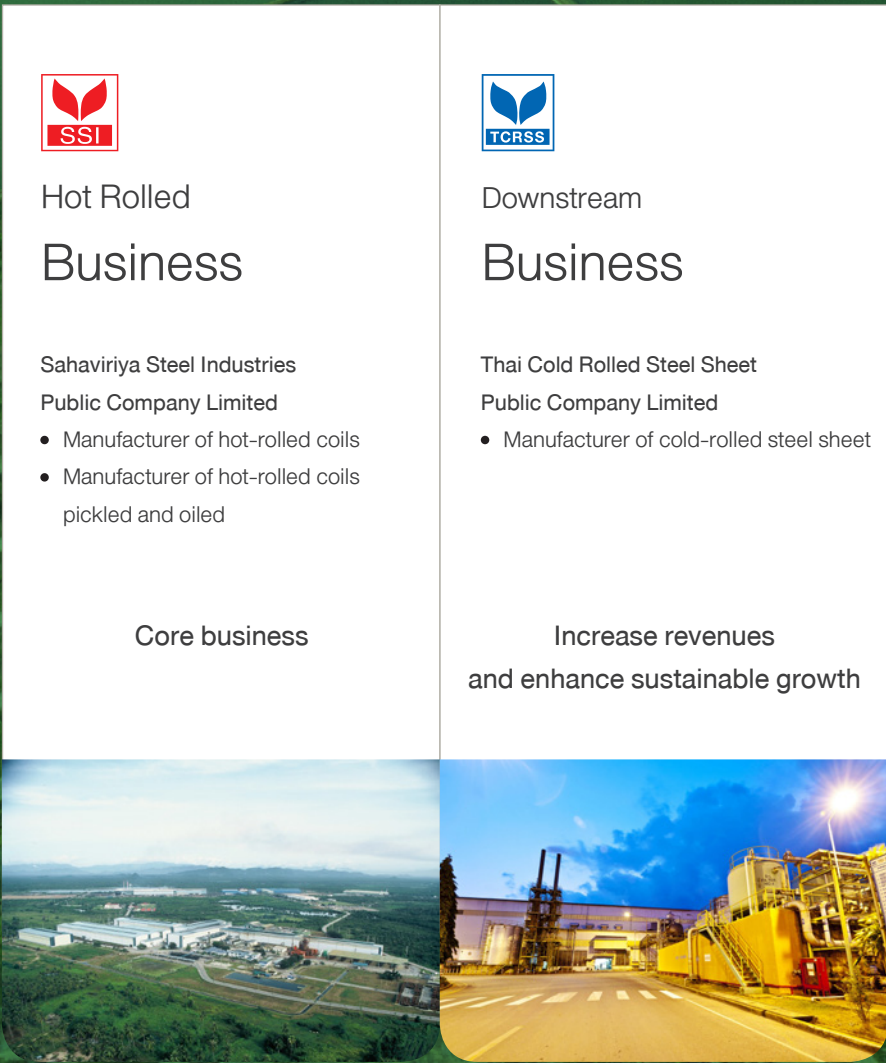 SSI
Hot Rolled
Business
Sahaviriya Steel Industries
Public Company Limited
• Manufacturer of hot-rolled coils
• Manufacturer of hot-rolled coils
pickled and oiled
Core business
TCRSS
Downstream
Business
Thai Cold Rolled Steel Sheet
Public Company Limited
• Manufacturer of cold-rolled steel sheet
Increase revenues
and enhance sustainable growth